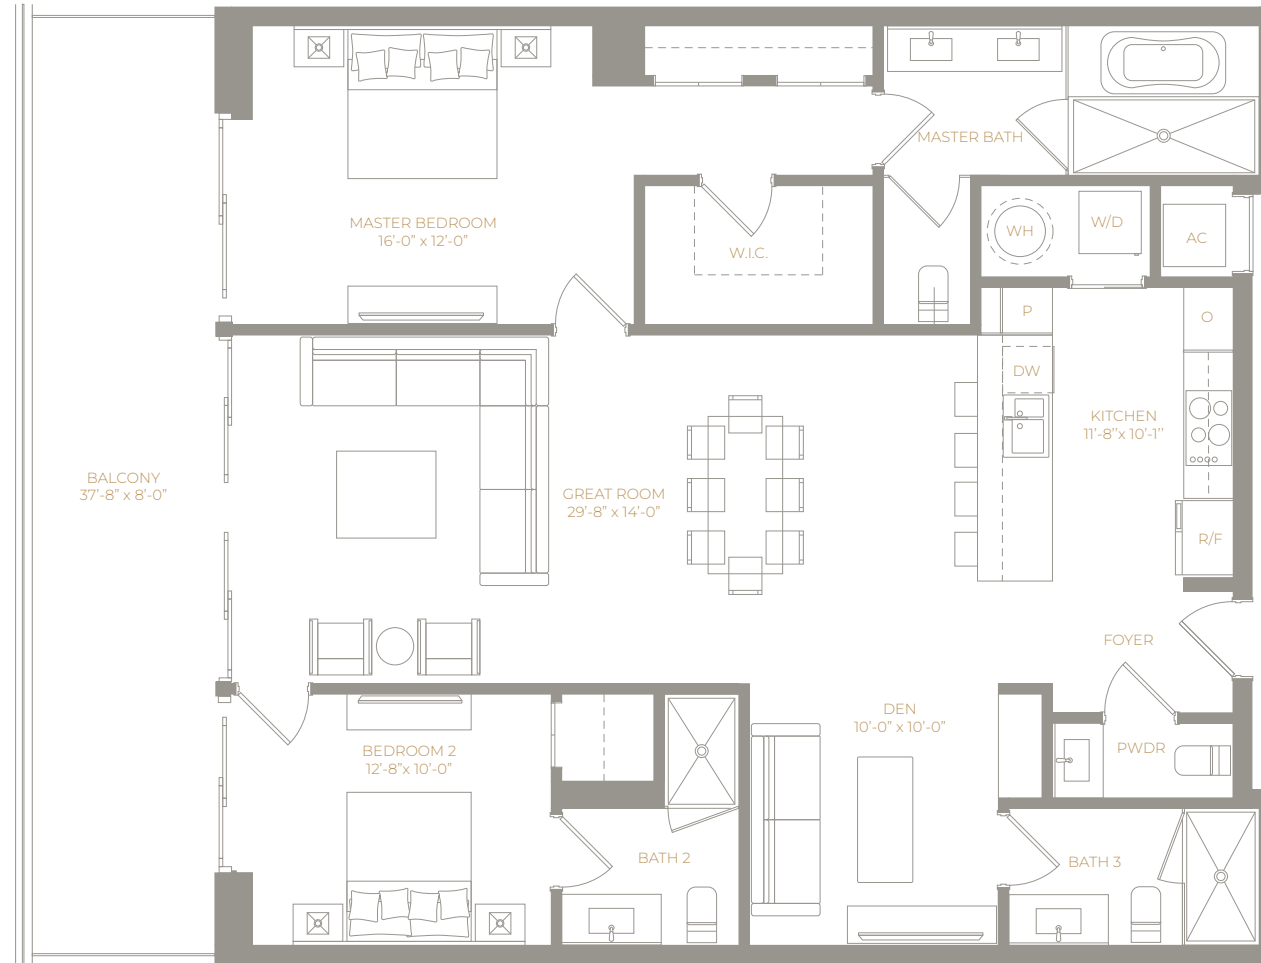 MASTER BATH
MASTER BEDROOM
16'-0” x 12'-0”
W.I.C.
WH
W/D
AC
P
O
DW
KITCHEN
11'-8’’x 10'-1’’
BALCONY
37'-8” x 8'-0”
GREAT ROOM
29'-8” x 14'-0”
R/F
FOYER
DEN
10'-0” x 10'-0”
BEDROOM 2
12'-8”x 10'-0”
PWDR
BATH 2
BATH 3